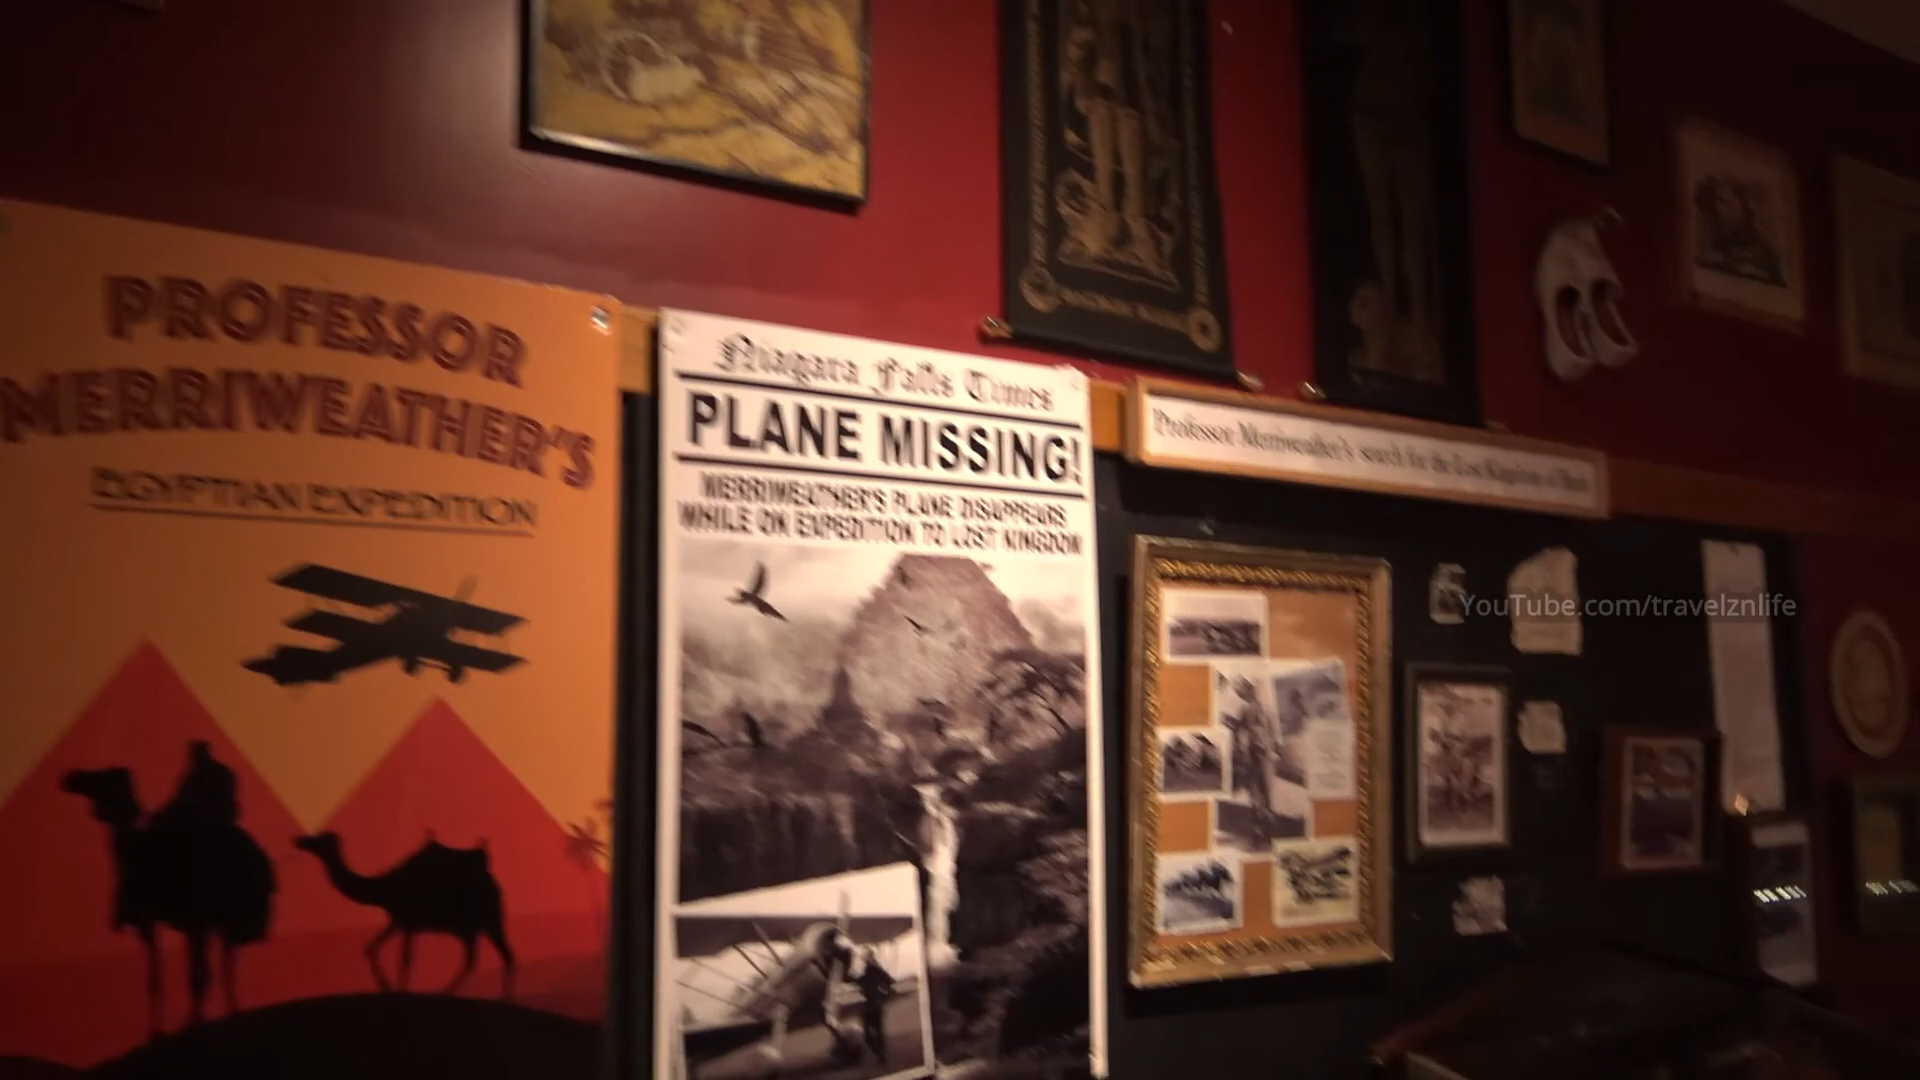 PROFESSOR
MERRIWEATHER'S
EGYPTIAN EXPEDITION
Niagara Falls Times
PLANE MISSING!
MERRIWEATHER'S PLANE DISAPPEARS
WHILE ON EXPEDITION TO LOST KINGDOM
Professor Merriweather's search for the Lost Kingdom of
YouTube.com/travelznlife